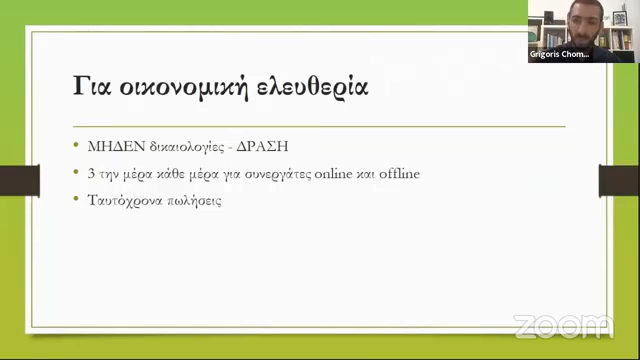 Grigoris Chom...
Για οικονομική ελευθερία
• ΜΗΔΕΝ δικαιολογίες - ΔΡΑΣΗ
• 3 την μέρα κάθε μέρα για συνεργάτες online και offline
• Ταυτόχρονα πωλήσεις
zoom